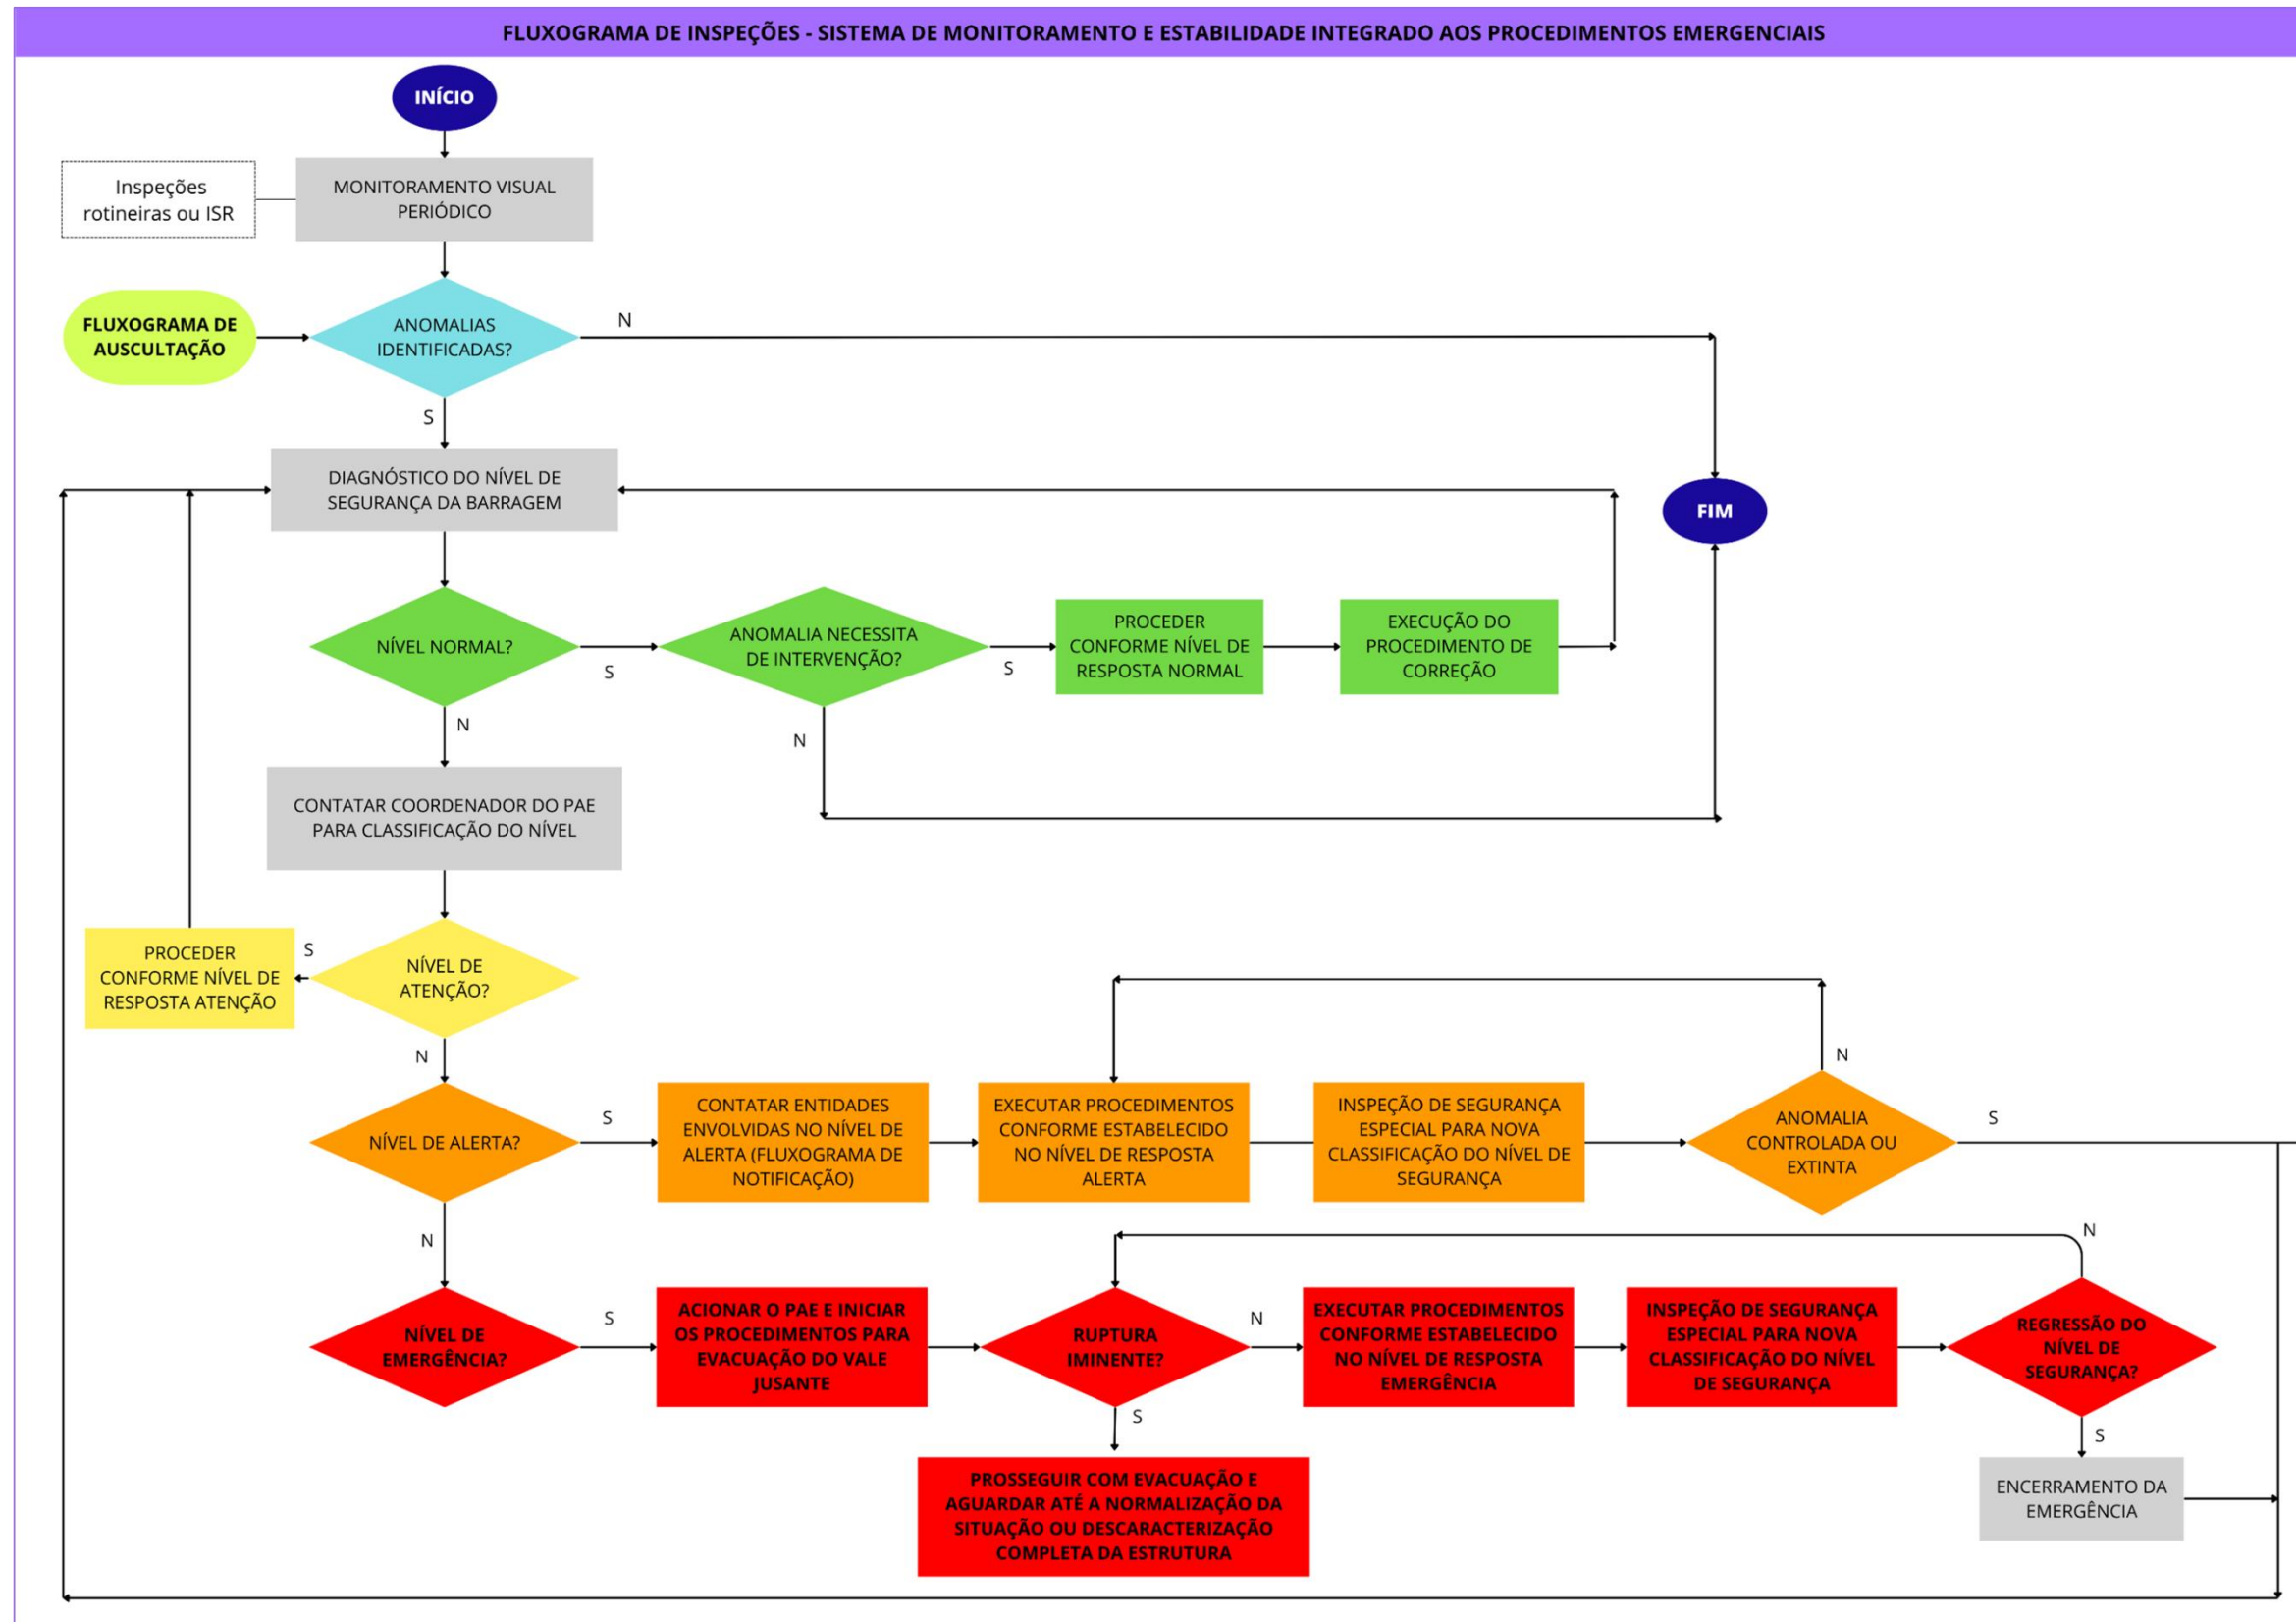 FLUXOGRAMA DE INSPEÇÕES - SISTEMA DE MONITORAMENTO E ESTABILIDADE INTEGRADO AOS PROCEDIMENTOS EMERGENCIAIS
INÍCIO
Inspeções
rotineiras ou ISR
MONITORAMENTO VISUAL
PERIÓDICO
FLUXOGRAMA DE
AUSCULTAÇÃO
ANOMALIAS
IDENTIFICADAS?
N
S
DIAGNÓSTICO DO NÍVEL DE
SEGURANÇA DA BARRAGEM
FIM
NÍVEL NORMAL?
S
ANOMALIA NECESSITA
DE INTERVENÇÃO?
S
PROCEDER
CONFORME NÍVEL DE
RESPOSTA NORMAL
EXECUÇÃO DO
PROCEDIMENTO DE
CORREÇÃO
N
N
CONTATAR COORDENADOR DO PAE
PARA CLASSIFICAÇÃO DO NÍVEL
PROCEDER
CONFORME NÍVEL DE
RESPOSTA ATENÇÃO
S
NÍVEL DE
ATENÇÃO?
N
N
NÍVEL DE ALERTA?
S
CONTATAR ENTIDADES
ENVOLVIDAS NO NÍVEL DE
ALERTA (FLUXOGRAMA DE
NOTIFICAÇÃO)
EXECUTAR PROCEDIMENTOS
CONFORME ESTABELECIDO
NO NÍVEL DE RESPOSTA
ALERTA
INSPEÇÃO DE SEGURANÇA
ESPECIAL PARA NOVA
CLASSIFICAÇÃO DO NÍVEL DE
SEGURANÇA
ANOMALIA
CONTROLADA OU
EXTINTA
S
N
N
NÍVEL DE
EMERGÊNCIA?
S
ACIONAR O PAE E INICIAR
OS PROCEDIMENTOS PARA
EVACUAÇÃO DO VALE
JUSANTE
RUPTURA
IMINENTE?
N
EXECUTAR PROCEDIMENTOS
CONFORME ESTABELECIDO
NO NÍVEL DE RESPOSTA
EMERGÊNCIA
INSPEÇÃO DE SEGURANÇA
ESPECIAL PARA NOVA
CLASSIFICAÇÃO DO NÍVEL
DE SEGURANÇA
REGRESSÃO DO
NÍVEL DE
SEGURANÇA?
S
S
PROSSEGUIR COM EVACUAÇÃO E
AGUARDAR ATÉ A NORMALIZAÇÃO DA
SITUAÇÃO OU DESCARACTERIZAÇÃO
COMPLETA DA ESTRUTURA
ENCERRAMENTO DA
EMERGÊNCIA